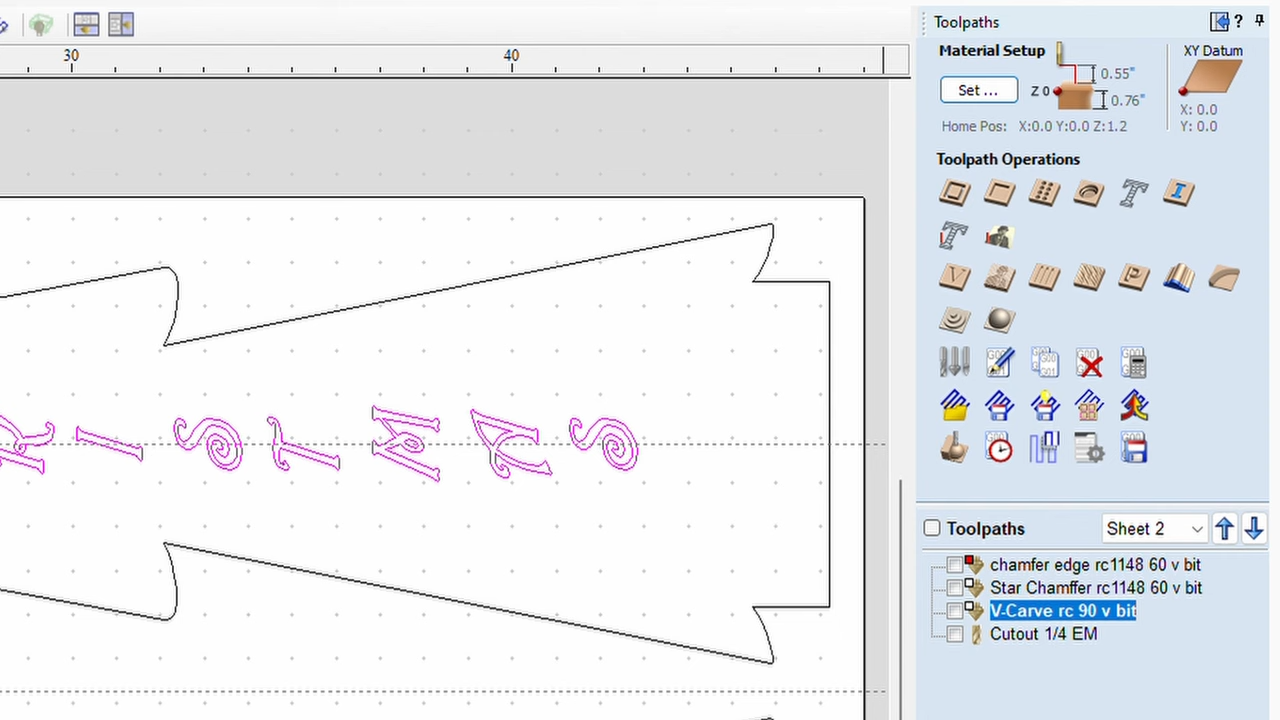 Toolpaths ?
30 40
Material Setup
XY Datum
0.55"
Set ...
Z 0
0.76"
X: 0.0
Y: 0.0
Home Pos: X:0.0 Y:0.0 Z:1.2
Toolpath Operations
I S T M A S
Toolpaths Sheet 2
chamfer edge rc1148 60 v bit
Star Chamffer rc1148 60 v bit
V-Carve rc 90 v bit
Cutout 1/4 EM